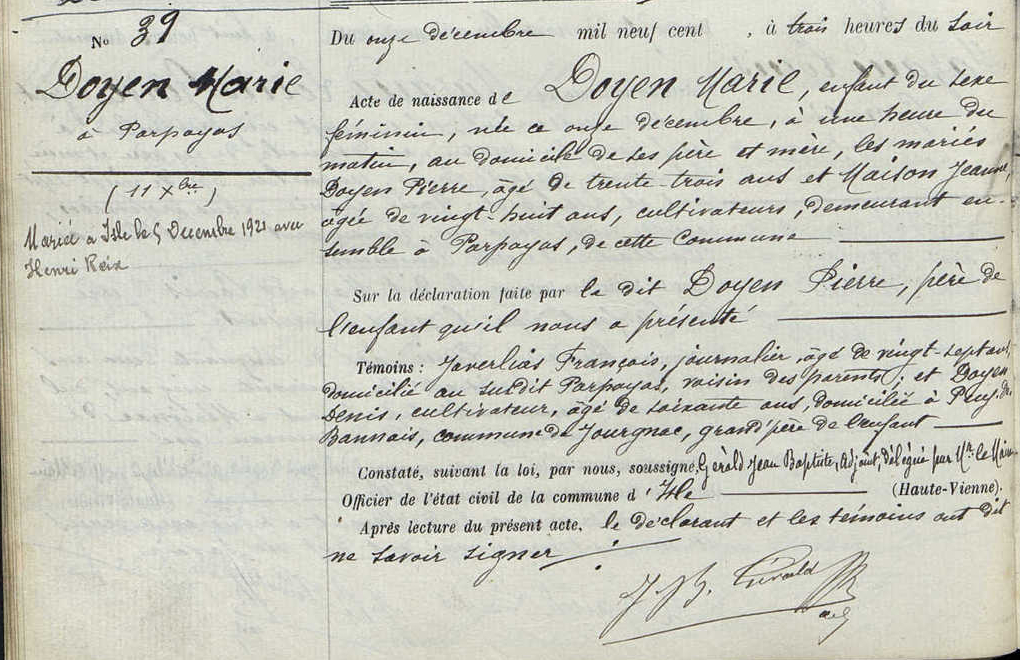 No 39
Doyen Marie
à Parpayas
(11 Xbre)
Mariée à Isle le 5 Décembre 1921 avec
Henri Reix
Du onze décembre mil neuf cent , à trois heures du soir
Acte de naissance de Doyen Marie, enfant du sexe
féminin, née ce onze décembre, à une heure du
matin, au domicile de ses père et mère, les mariés
Doyen Pierre, âgé de trente-trois ans et Maison Jeanne,
âgée de vingt-huit ans, cultivateurs, demeurant en-
semble à Parpayas, de cette Commune
Sur la déclaration faite par le dit Doyen Pierre, père de
l'enfant qu'il nous a présenté
Témoins : Javerlias François, journalier, âgé de vingt-sept ans,
domicilié au susdit Parpayas, voisin des parents; et Doyen
Denis, cultivateur, âgé de soixante ans, domicilié à Puy-de
Bannais, commune de Jourgnac, grand'père de l'enfant
Constaté, suivant la loi, par nous, soussigné, Gérald Jean Baptiste, Adjoint, délégué par Mr. le Maire
Officier de l'état civil de la commune d'Isle (Haute-Vienne).
Après lecture du présent acte, le déclarant et les témoins ont dit
ne savoir signer
J. B. Gérald